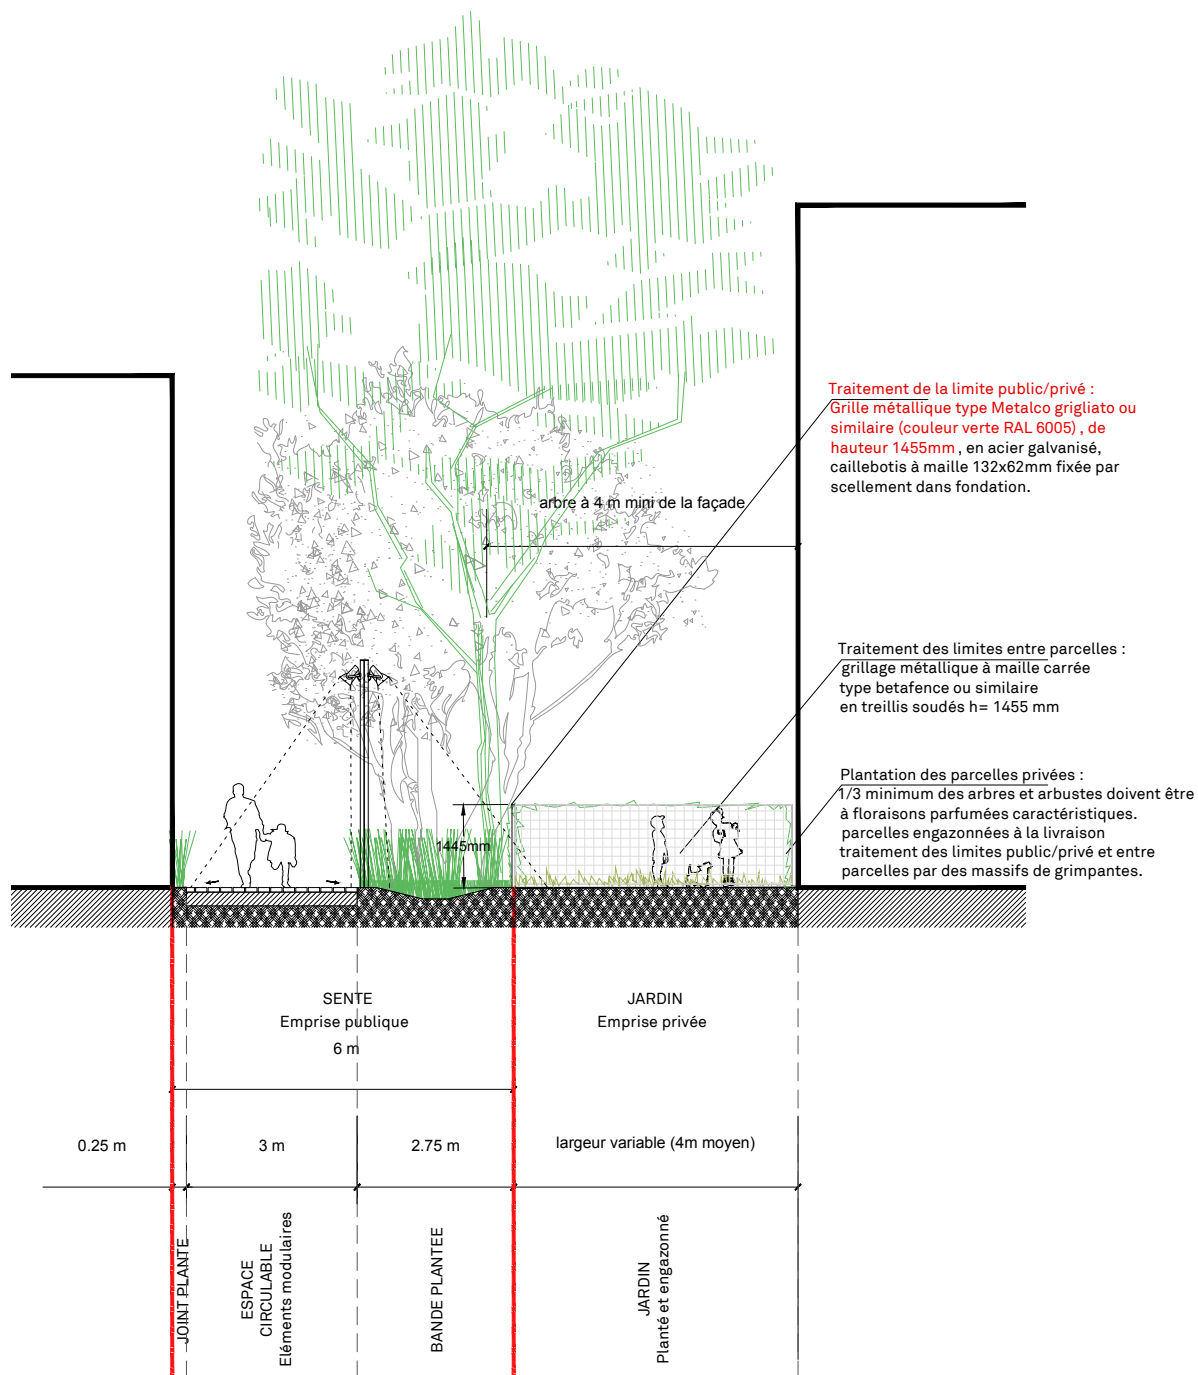 Traitement de la limite public/privé :
Grille métallique type Metalco grigliato ou
similaire (couleur verte RAL 6005) , de
hauteur 1455mm , en acier galvanisé,
caillebotis à maille 132x62mm fixée par
scellement dans fondation.
arbre à 4 m mini de la façade
Traitement des limites entre parcelles :
grillage métallique à maille carrée
type betafence ou similaire
en treillis soudés h= 1455 mm
Plantation des parcelles privées :
1/3 minimum des arbres et arbustes doivent être
à floraisons parfumées caractéristiques.
parcelles engazonnées à la livraison
traitement des limites public/privé et entre
parcelles par des massifs de grimpantes.
1445mm
SENTE
Emprise publique
6 m
JARDIN
Emprise privée
0.25 m
3 m
2.75 m
largeur variable (4m moyen)
JOINT PLANTE
ESPACE
CIRCULABLE
Eléments modulaires
BANDE PLANTEE
JARDIN
Planté et engazonné